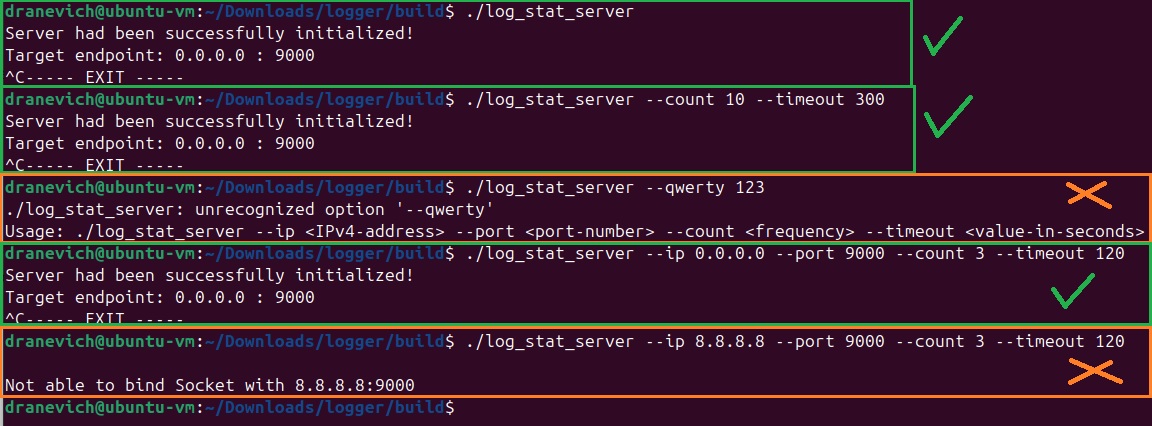 dranevich@ubuntu-vm:~/Downloads/logger/build$ ./log_stat_server
Server had been successfully initialized!
Target endpoint: 0.0.0.0 : 9000
^C----- EXIT -----
dranevich@ubuntu-vm:~/Downloads/logger/build$ ./log_stat_server --count 10 --timeout 300
Server had been successfully initialized!
Target endpoint: 0.0.0.0 : 9000
^C----- EXIT -----
dranevich@ubuntu-vm:~/Downloads/logger/build$ ./log_stat_server --qwerty 123
./log_stat_server: unrecognized option '--qwerty'
Usage: ./log_stat_server --ip <IPv4-address> --port <port-number> --count <frequency> --timeout <value-in-seconds>
dranevich@ubuntu-vm:~/Downloads/logger/build$ ./log_stat_server --ip 0.0.0.0 --port 9000 --count 3 --timeout 120
Server had been successfully initialized!
Target endpoint: 0.0.0.0 : 9000
^C----- EXIT -----
dranevich@ubuntu-vm:~/Downloads/logger/build$ ./log_stat_server --ip 8.8.8.8 --port 9000 --count 3 --timeout 120
Not able to bind Socket with 8.8.8.8:9000
dranevich@ubuntu-vm:~/Downloads/logger/build$